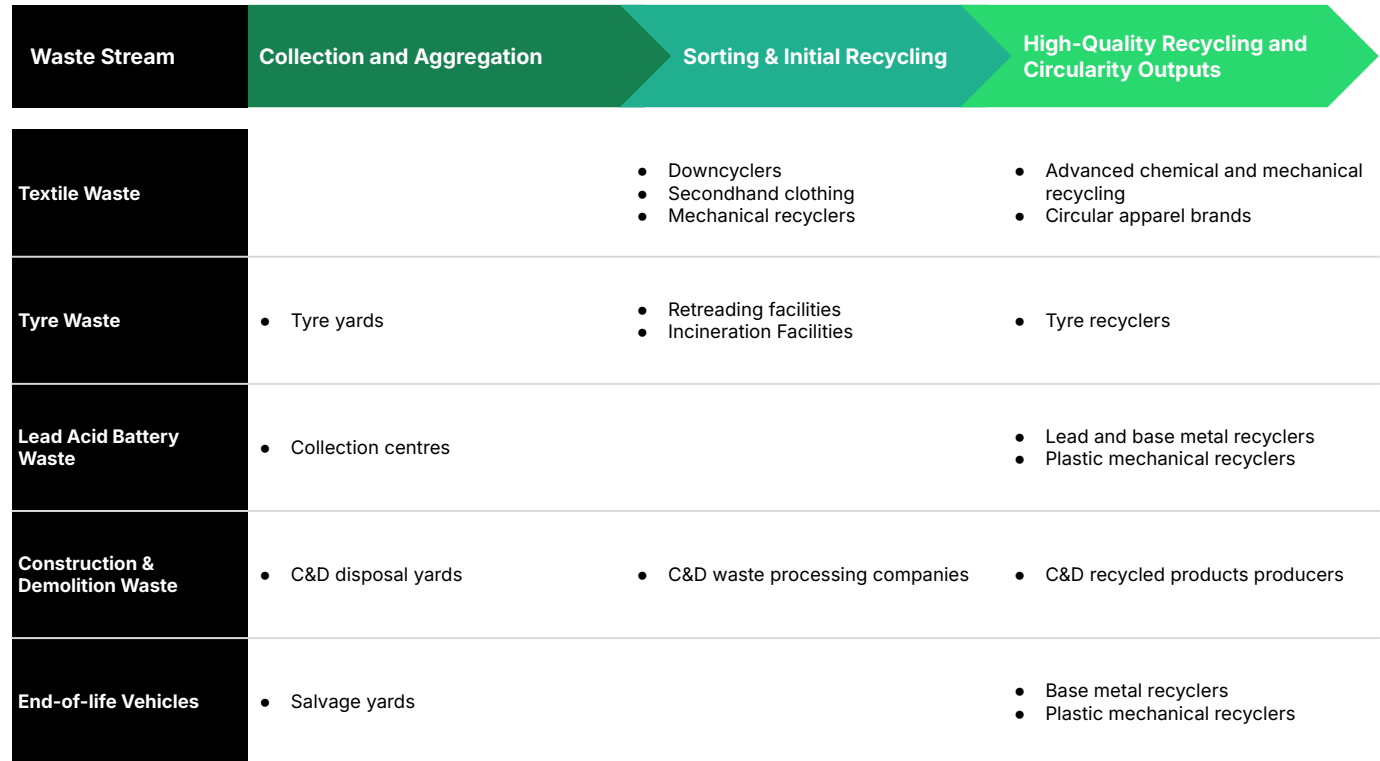 Waste Stream
Collection and Aggregation
Sorting & Initial Recycling
High-Quality Recycling and
Circularity Outputs
Textile Waste
● Downcyclers
● Secondhand clothing
● Mechanical recyclers
● Advanced chemical and mechanical
recycling
● Circular apparel brands
Tyre Waste
● Tyre yards
● Retreading facilities
● Incineration Facilities
● Tyre recyclers
Lead Acid Battery
Waste
● Collection centres
● Lead and base metal recyclers
● Plastic mechanical recyclers
Construction &
Demolition Waste
● C&D disposal yards
● C&D waste processing companies
● C&D recycled products producers
End-of-life Vehicles
● Salvage yards
● Base metal recyclers
● Plastic mechanical recyclers